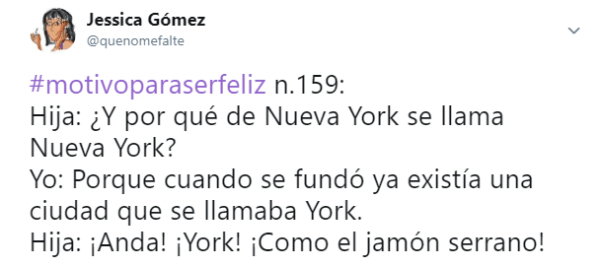 Jessica Gómez
@quenomefalte
#motivoparaserfeliz n.159:
Hija: ¿Y por qué de Nueva York se llama
Nueva York?
Yo: Porque cuando se fundó ya existía una
ciudad que se llamaba York.
Hija: ¡Anda! ¡York! ¡Como el jamón serrano!